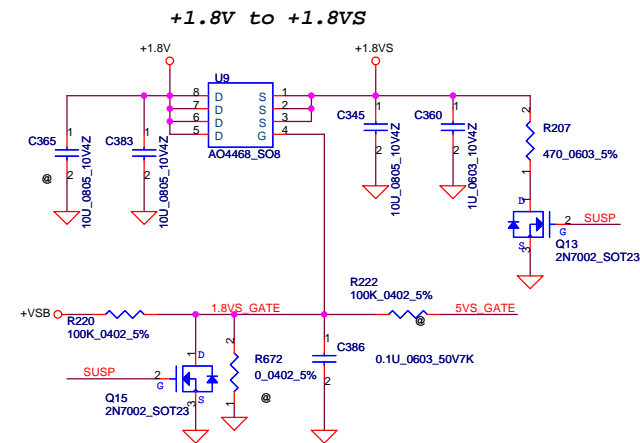 +1.8V to +1.8VS
+1.8V
+1.8VS
U9
8 D S 1
7 D S 2
6 D S 3
5 D G 4
AO4468_SO8
C365
1
2
10U_0805_10V4Z
@
C383
1
2
10U_0805_10V4Z
C345
1
2
10U_0805_10V4Z
C360
1
2
1U_0603_10V4Z
2
R207
470_0603_5%
1
D
1
2
G
SUSP
S
3
Q13
2N7002_SOT23
+VSB
R220
100K_0402_5%
1.8VS_GATE
R222
100K_0402_5%
@
5VS_GATE
SUSP
2
G
1
D
S
3
Q15
2N7002_SOT23
2
R672
0_0402_5%
1
@
1
C386
2
0.1U_0603_50V7K